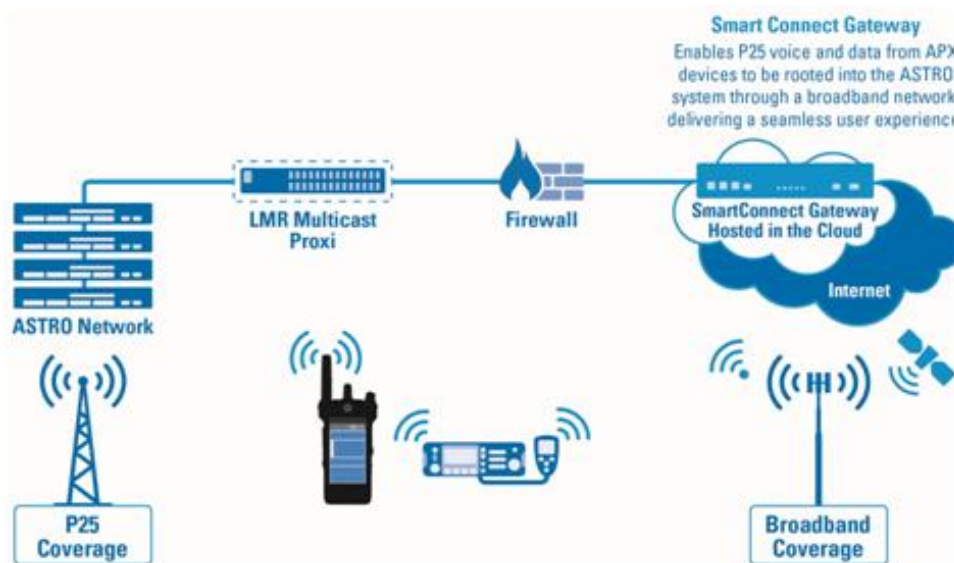 Smart Connect Gateway
Enables P25 voice and data from APX
devices to be rooted into the ASTRO
system through a broadband network
delivering a seamless user experience
LMR Multicast
Proxi
Firewall
SmartConnect Gateway
Hosted in the Cloud
Internet
ASTRO Network
P25
Coverage
Broadband
Coverage